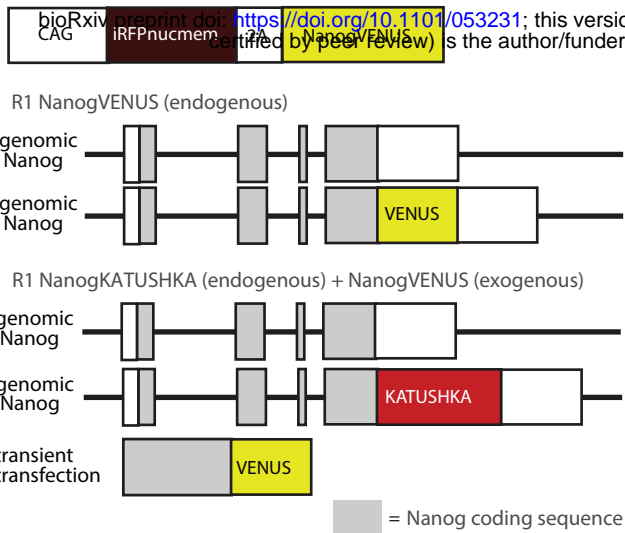 bioRxiv preprint doi: https://doi.org/10.1101/053231; this versio
certified by peer review) is the author/funder
CAG iRFPnucmem 2A NanogVENUS
R1 NanogVENUS (endogenous)
genomic
Nanog
genomic
Nanog
VENUS
R1 NanogKATUSHKA (endogenous) + NanogVENUS (exogenous)
genomic
Nanog
genomic
Nanog
KATUSHKA
transient
transfection
VENUS
= Nanog coding sequence